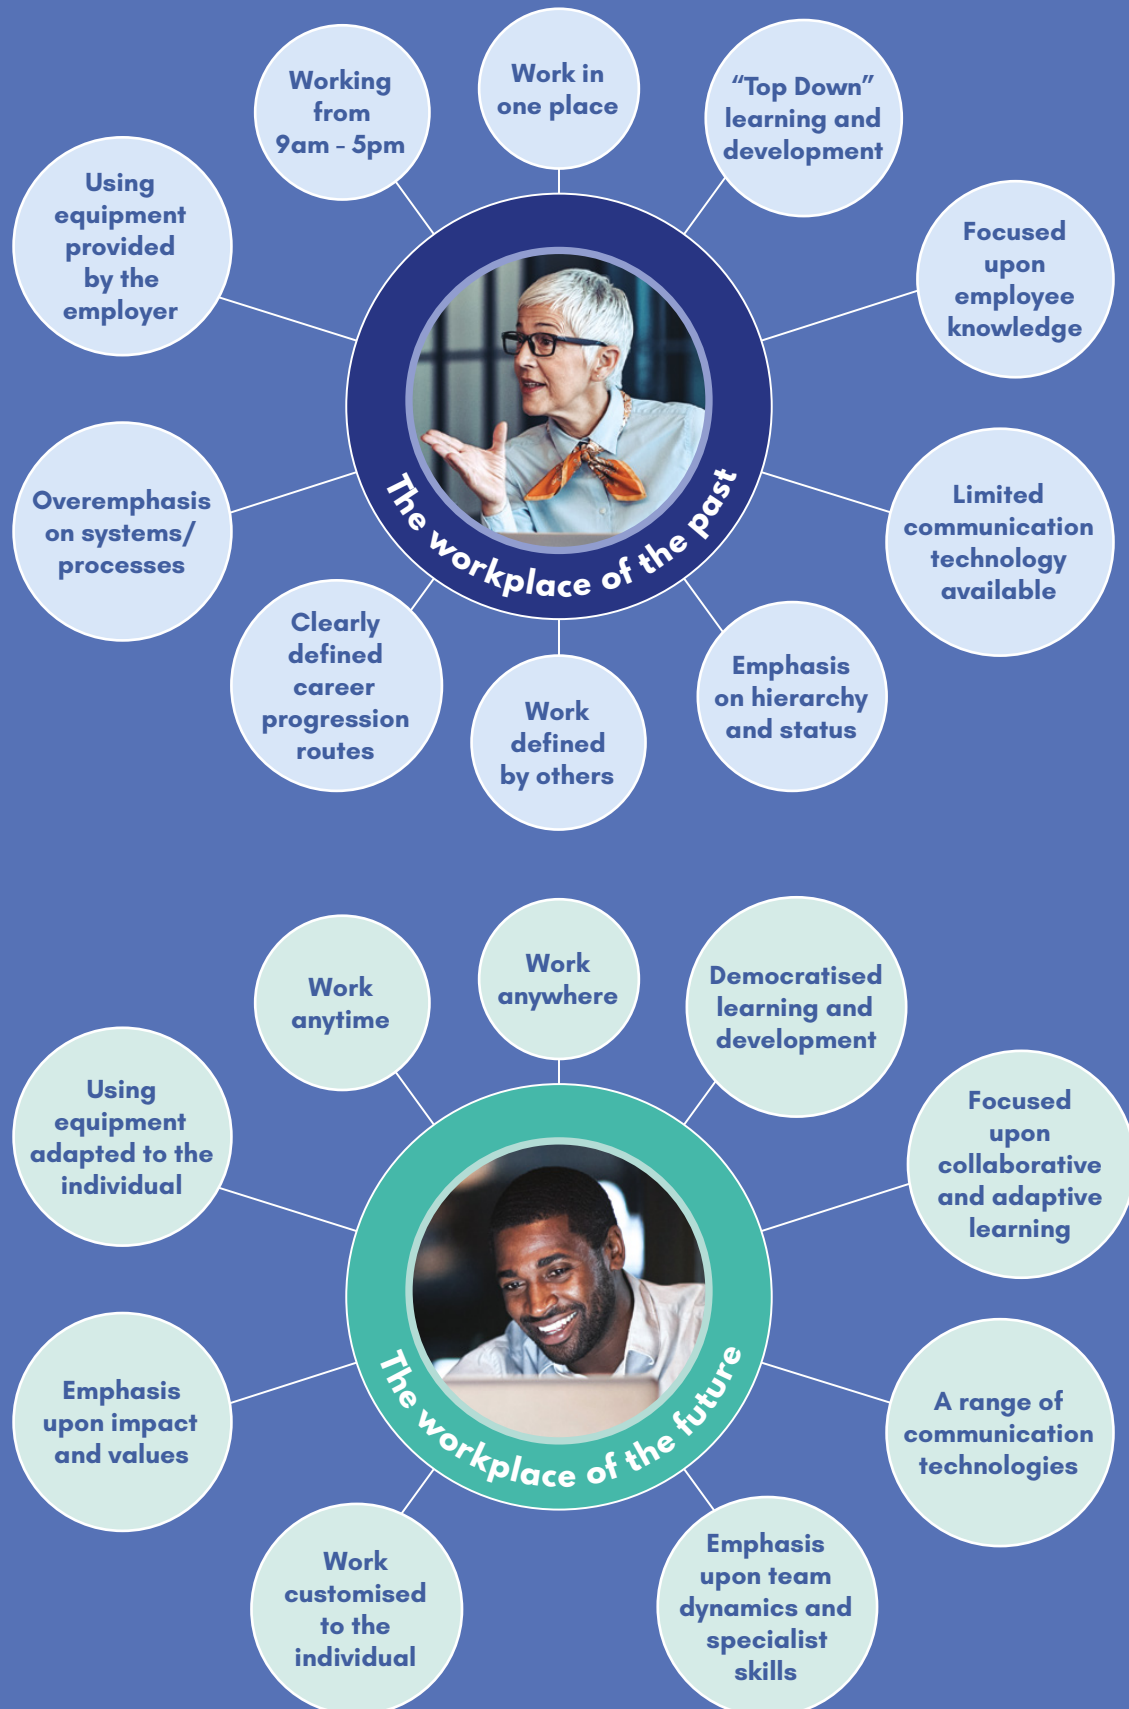 Working
from
9am - 5pm
Work in
one place
“Top Down”
learning and
development
Using
equipment
provided
by the
employer
Focused
upon
employee
knowledge
Overemphasis
on systems/
processes
Limited
communication
technology
available
The workplace of the past
Clearly
defined
career
progression
routes
Work
defined
by others
Emphasis
on hierarchy
and status
Work
anytime
Work
anywhere
Democratised
learning and
development
Using
equipment
adapted to the
individual
Focused
upon
collaborative
and adaptive
learning
Emphasis
upon impact
and values
A range of
communication
technologies
The workplace of the future
Work
customised
to the
individual
Emphasis
upon team
dynamics and
specialist
skills